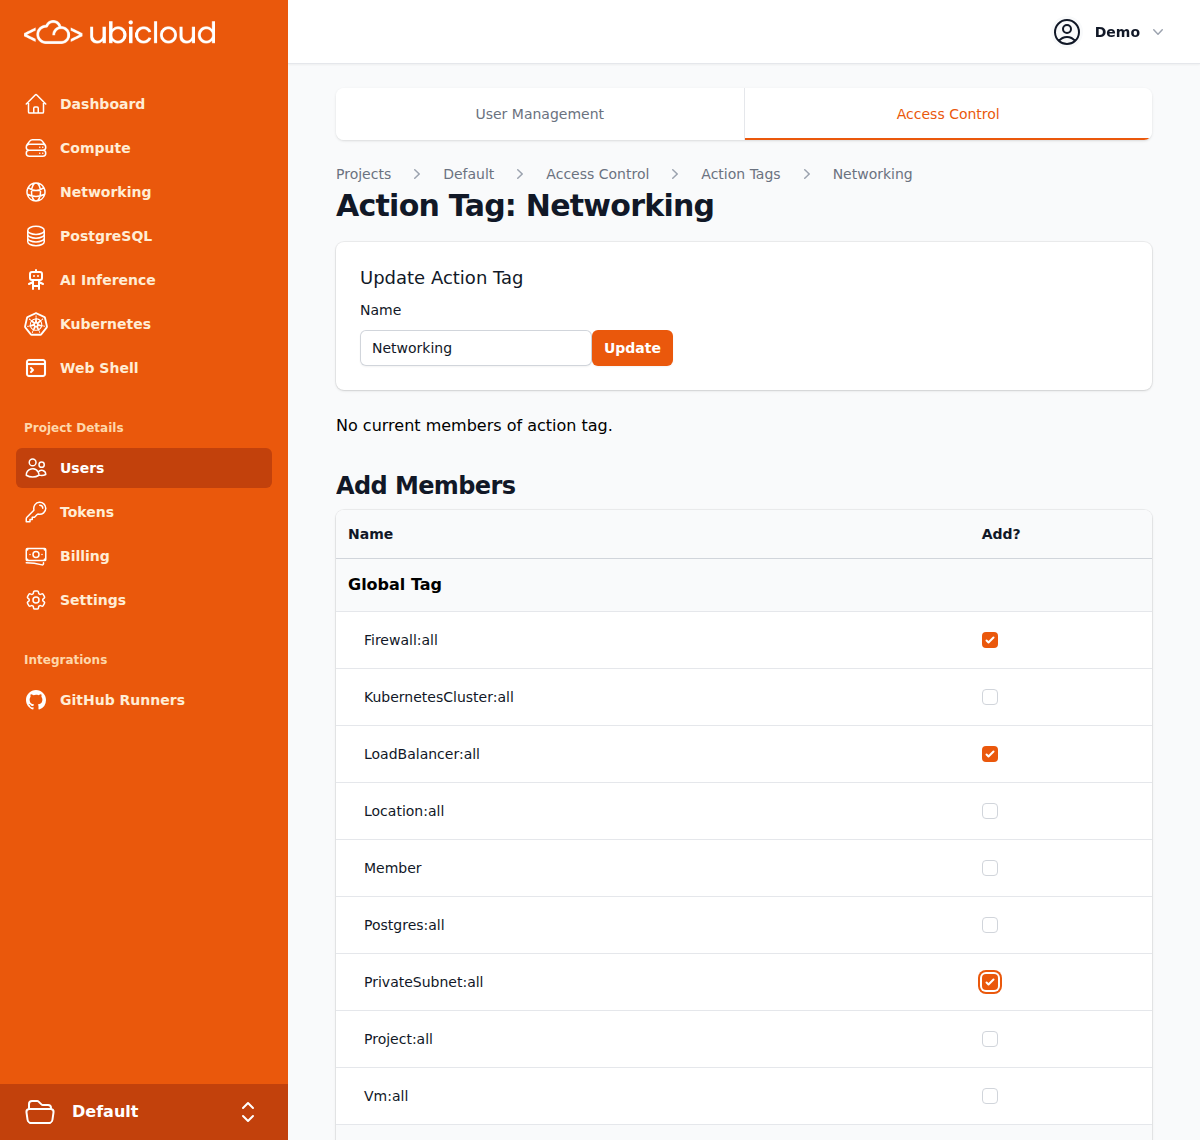 ubicloud
Demo
Dashboard
Compute
Networking
PostgreSQL
AI Inference
Kubernetes
Web Shell
Project Details
Users
Tokens
Billing
Settings
Integrations
GitHub Runners
Default
User Management
Access Control
Projects > Default > Access Control > Action Tags > Networking
Action Tag: Networking
Update Action Tag
Name
Networking Update
No current members of action tag.
Add Members
Name Add?
Global Tag
Firewall:all
KubernetesCluster:all
LoadBalancer:all
Location:all
Member
Postgres:all
PrivateSubnet:all
Project:all
Vm:all